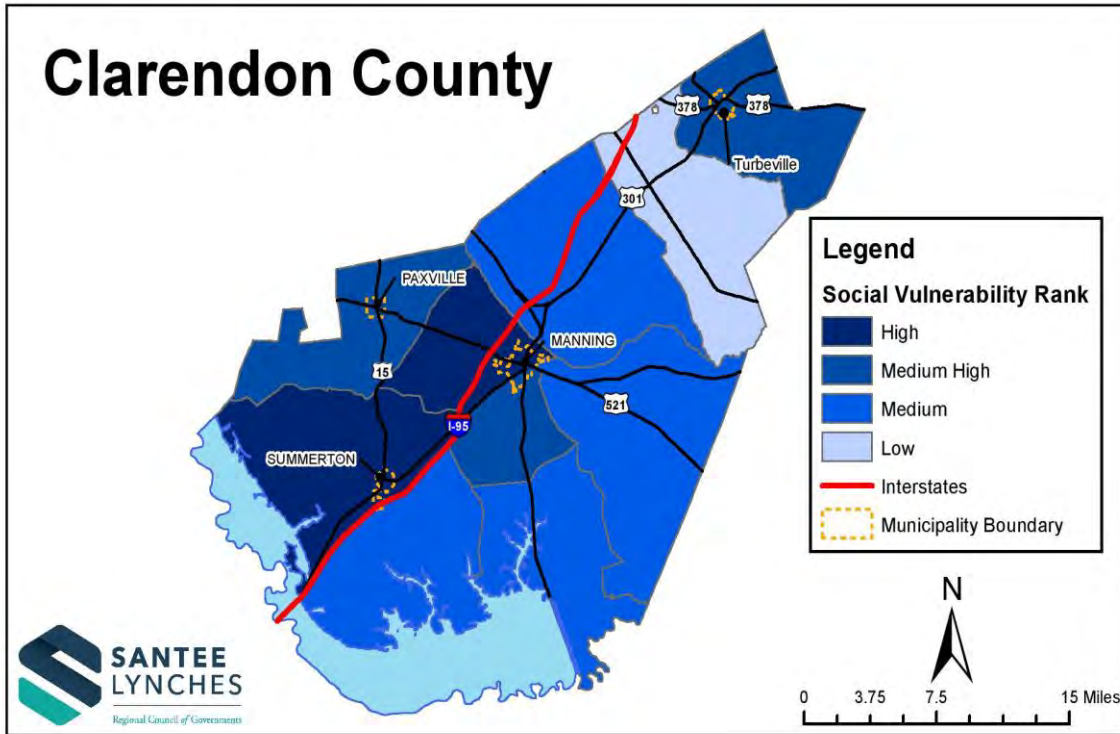 Clarendon County
378
378
Turbeville
301
PAXVILLE
MANNING
15
521
I-95
SUMMERTON
Legend
Social Vulnerability Rank
High
Medium High
Medium
Low
Interstates
Municipality Boundary
N
0 3.75 7.5 15 Miles
SANTEE
LYNCHES
Regional Council of Governments